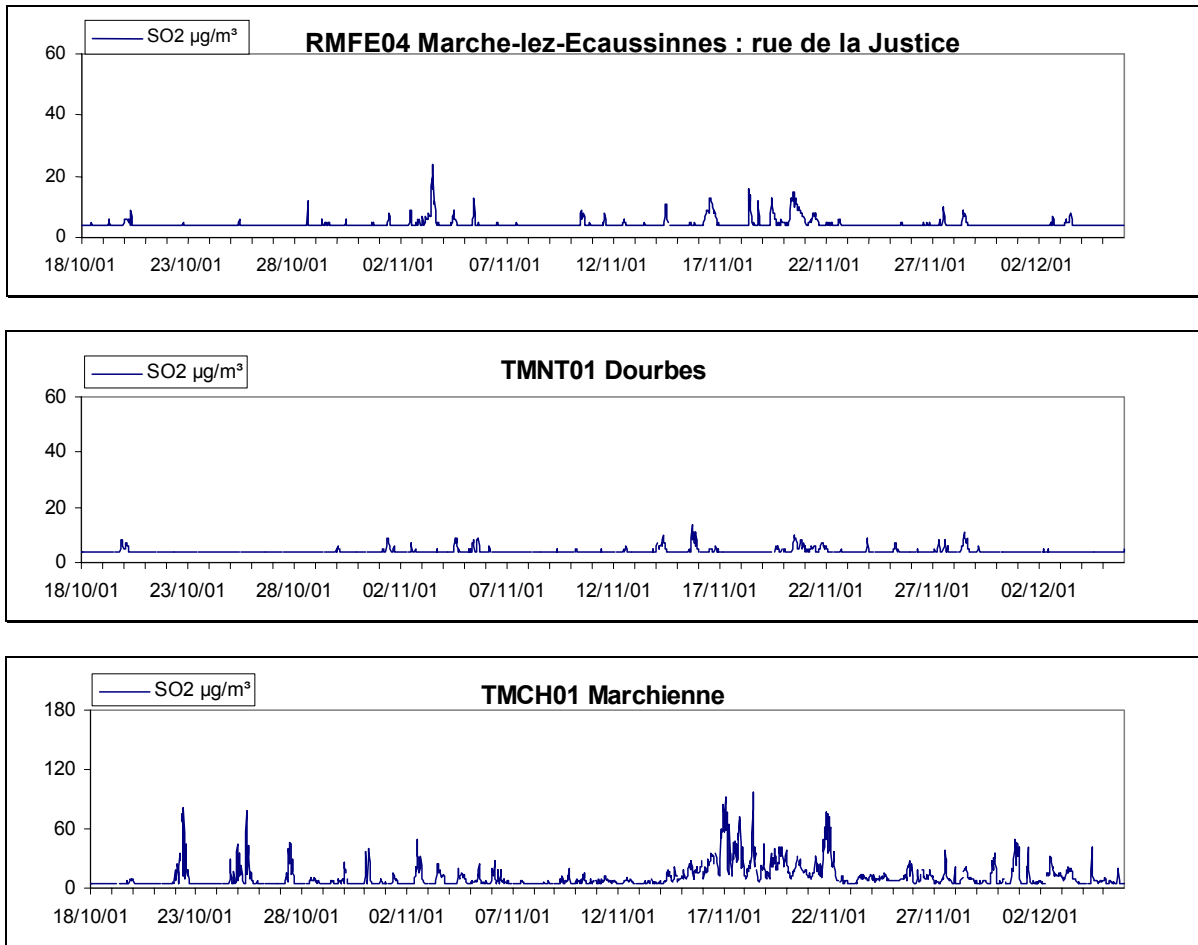 SO2 µg/m³
RMFE04 Marche-lez-Ecaussinnes : rue de la Justice
60
40
20
0
18/10/01 23/10/01 28/10/01 02/11/01 07/11/01 12/11/01 17/11/01 22/11/01 27/11/01 02/12/01
SO2 µg/m³
TMNT01 Dourbes
60
40
20
0
18/10/01 23/10/01 28/10/01 02/11/01 07/11/01 12/11/01 17/11/01 22/11/01 27/11/01 02/12/01
SO2 µg/m³
TMCH01 Marchienne
180
120
60
0
18/10/01 23/10/01 28/10/01 02/11/01 07/11/01 12/11/01 17/11/01 22/11/01 27/11/01 02/12/01